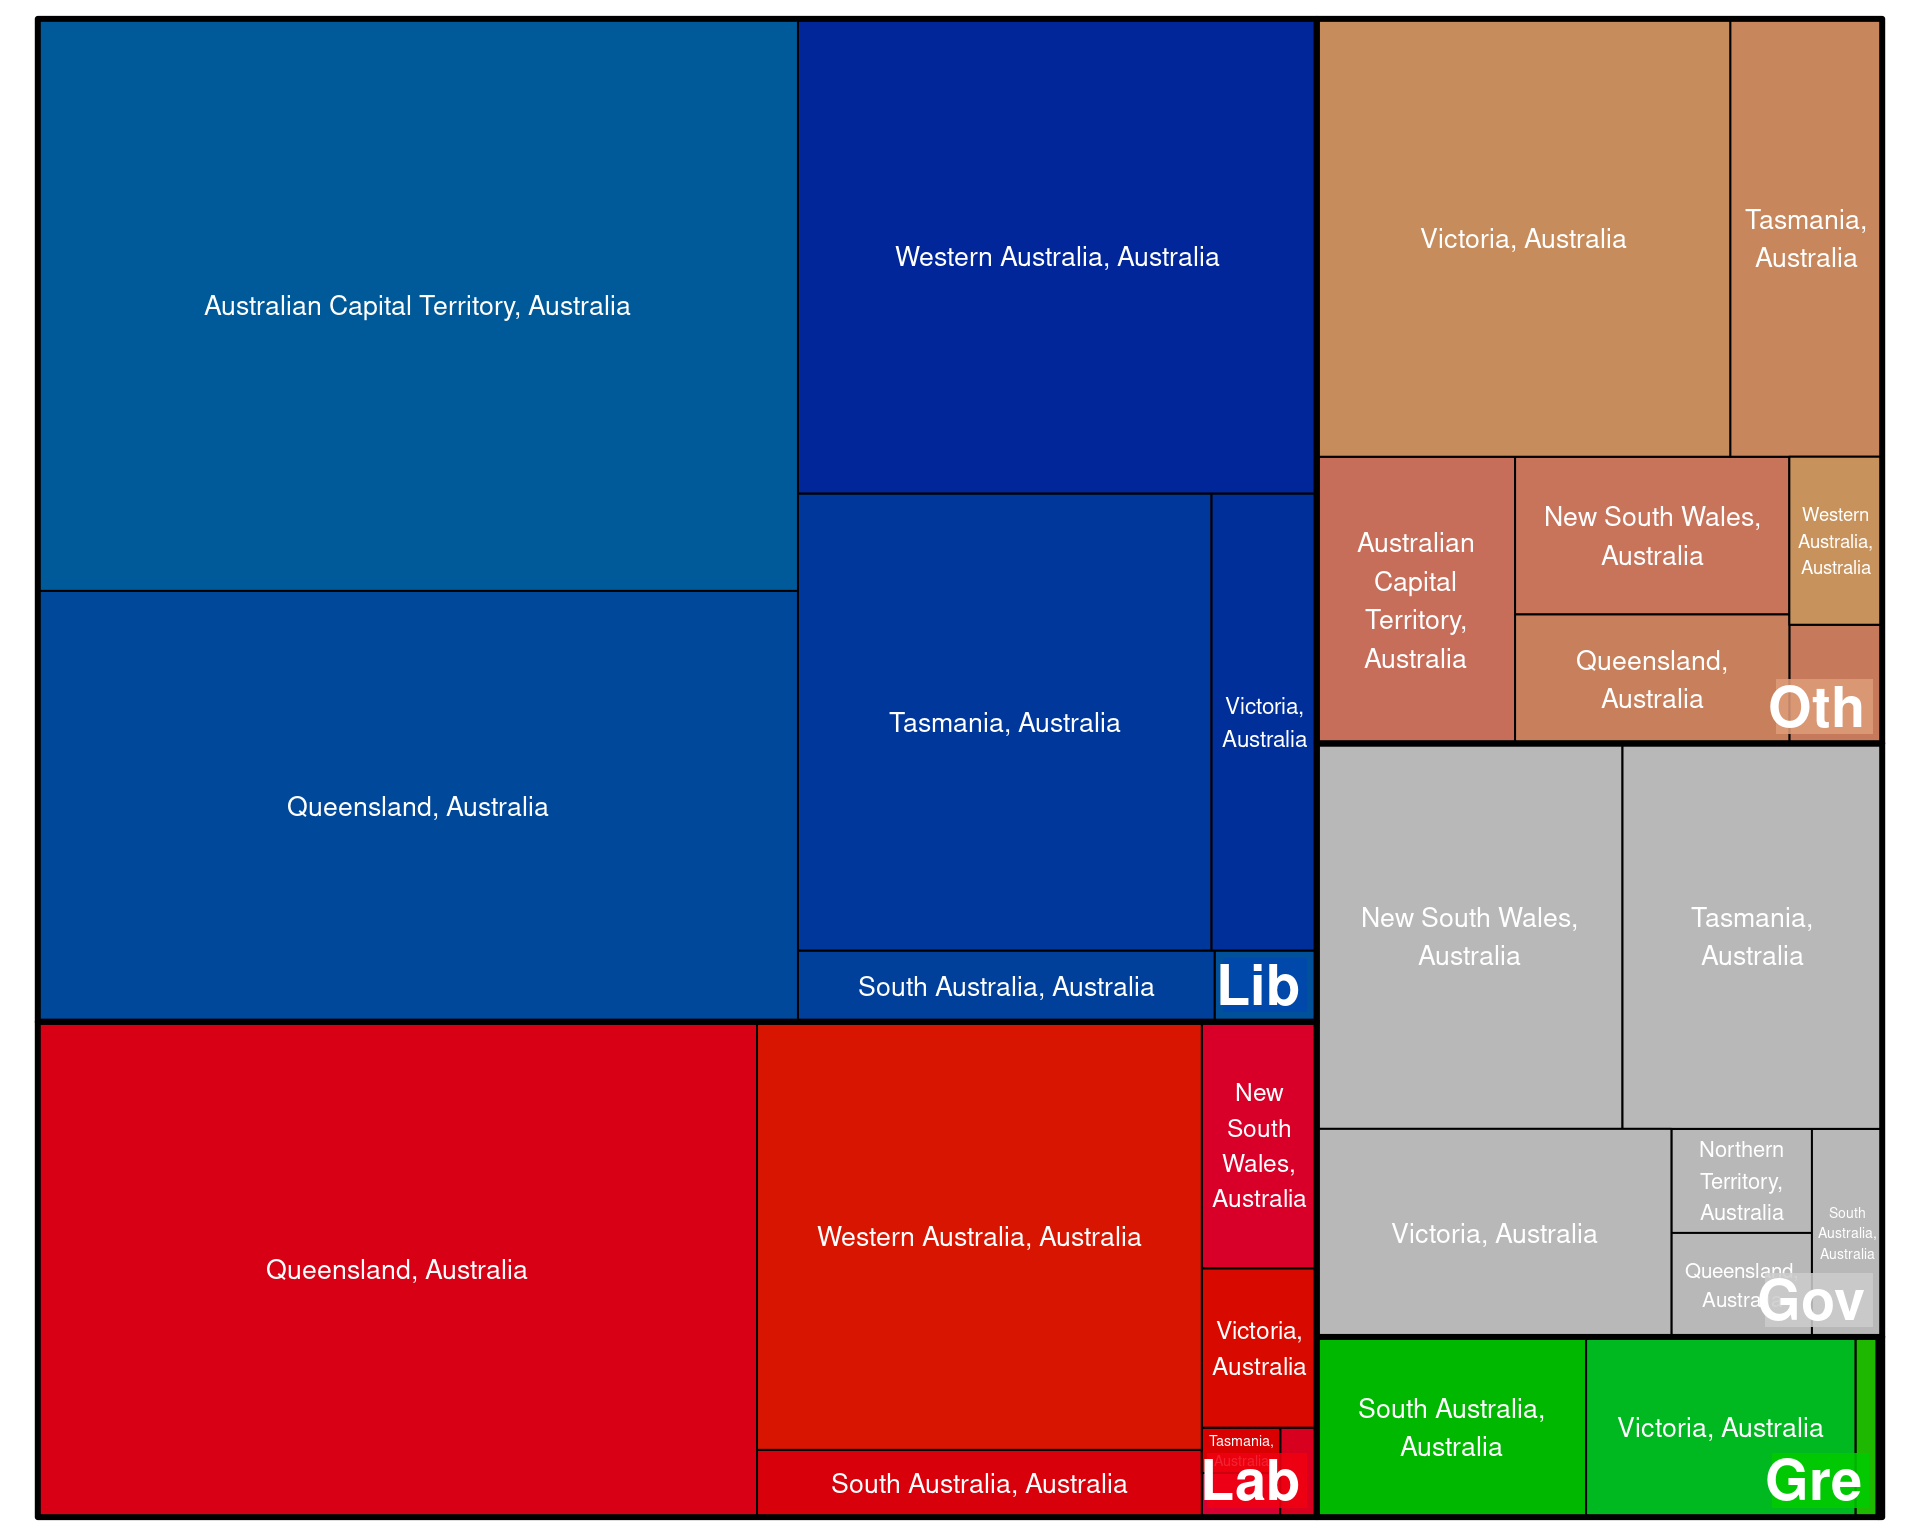 Australian Capital Territory, Australia
Queensland, Australia
Western Australia, Australia
Tasmania, Australia
Victoria,
Australia
South Australia, Australia
Lib
Queensland, Australia
Western Australia, Australia
South Australia, Australia
New
South
Wales,
Australia
Victoria,
Australia
Tasmania,
Australia
Lab
Victoria, Australia
Tasmania,
Australia
Australian
Capital
Territory,
Australia
New South Wales,
Australia
Queensland,
Australia
Western
Australia,
Australia
Oth
New South Wales,
Australia
Tasmania,
Australia
Victoria, Australia
Northern
Territory,
Australia
Queensland,
Australia
South
Australia,
Australia
Gov
South Australia,
Australia
Victoria, Australia
Gre